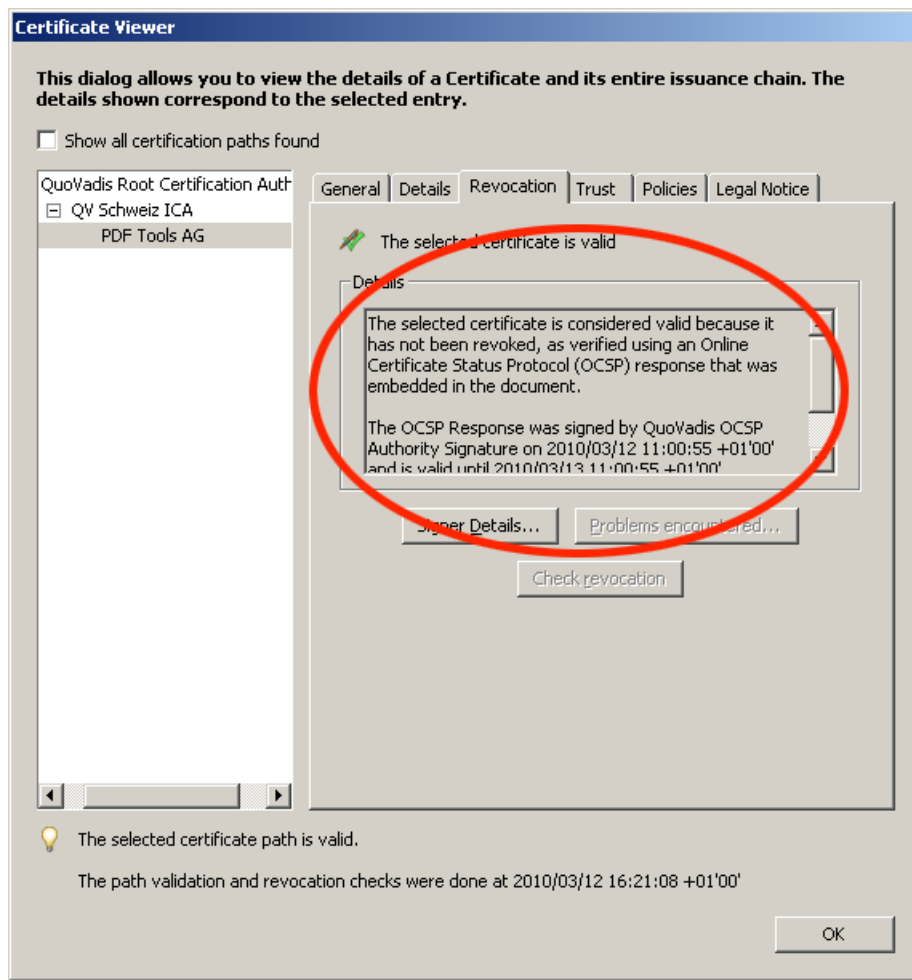 Certificate Viewer
This dialog allows you to view the details of a Certificate and its entire issuance chain. The
details shown correspond to the selected entry.
Show all certification paths found
QuoVadis Root Certification Auth
QV Schweiz ICA
PDF Tools AG
General Details Revocation Trust Policies Legal Notice
The selected certificate is valid
Details
The selected certificate is considered valid because it
has not been revoked, as verified using an Online
Certificate Status Protocol (OCSP) response that was
embedded in the document.
The OCSP Response was signed by QuoVadis OCSP
Authority Signature on 2010/03/12 11:00:55 +01'00'
and is valid until 2010/03/13 11:00:55 +01'00'
Signer Details... Problems encountered...
Check revocation
The selected certificate path is valid.
The path validation and revocation checks were done at 2010/03/12 16:21:08 +01'00'
OK